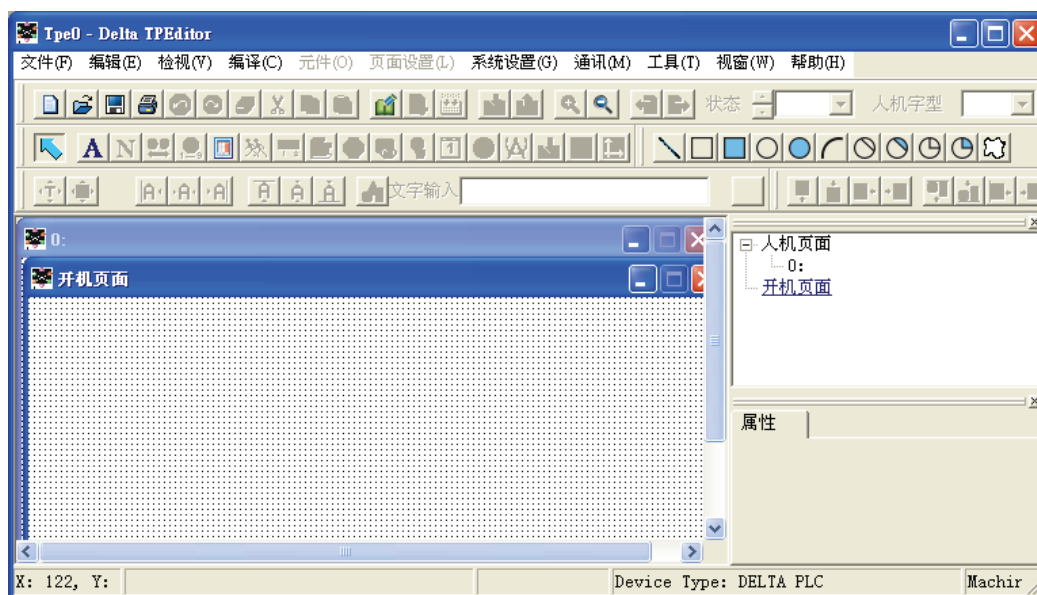 Tpe0 - Delta TPEditor
文件(F) 编辑(E) 检视(V) 编译(C) 元件(O) 页面设置(L) 系统设置(G) 通讯(M) 工具(T) 视窗(W) 帮助(H)
状态 人机字型
A N
文字输入
0:
开机页面
人机页面
0:
开机页面
属性
X: 122, Y: Device Type: DELTA PLC Machir